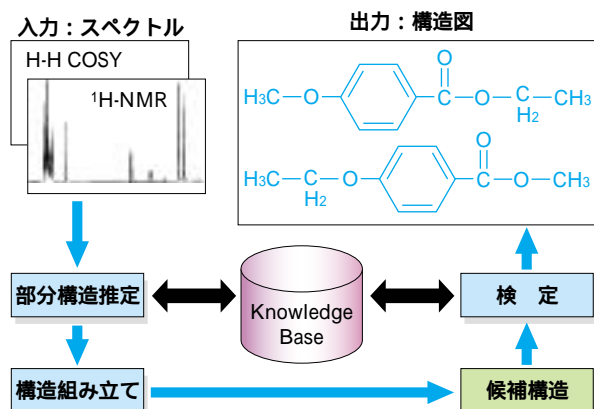 入力:スペクトル
H-H COSY
¹H-NMR
出力:構造図
O
H3C—O
C—O—C—CH3
H2
O
H3C—C—O
C—O—CH3
H2
部分構造推定
Knowledge
Base
検 定
構造組み立て
候補構造